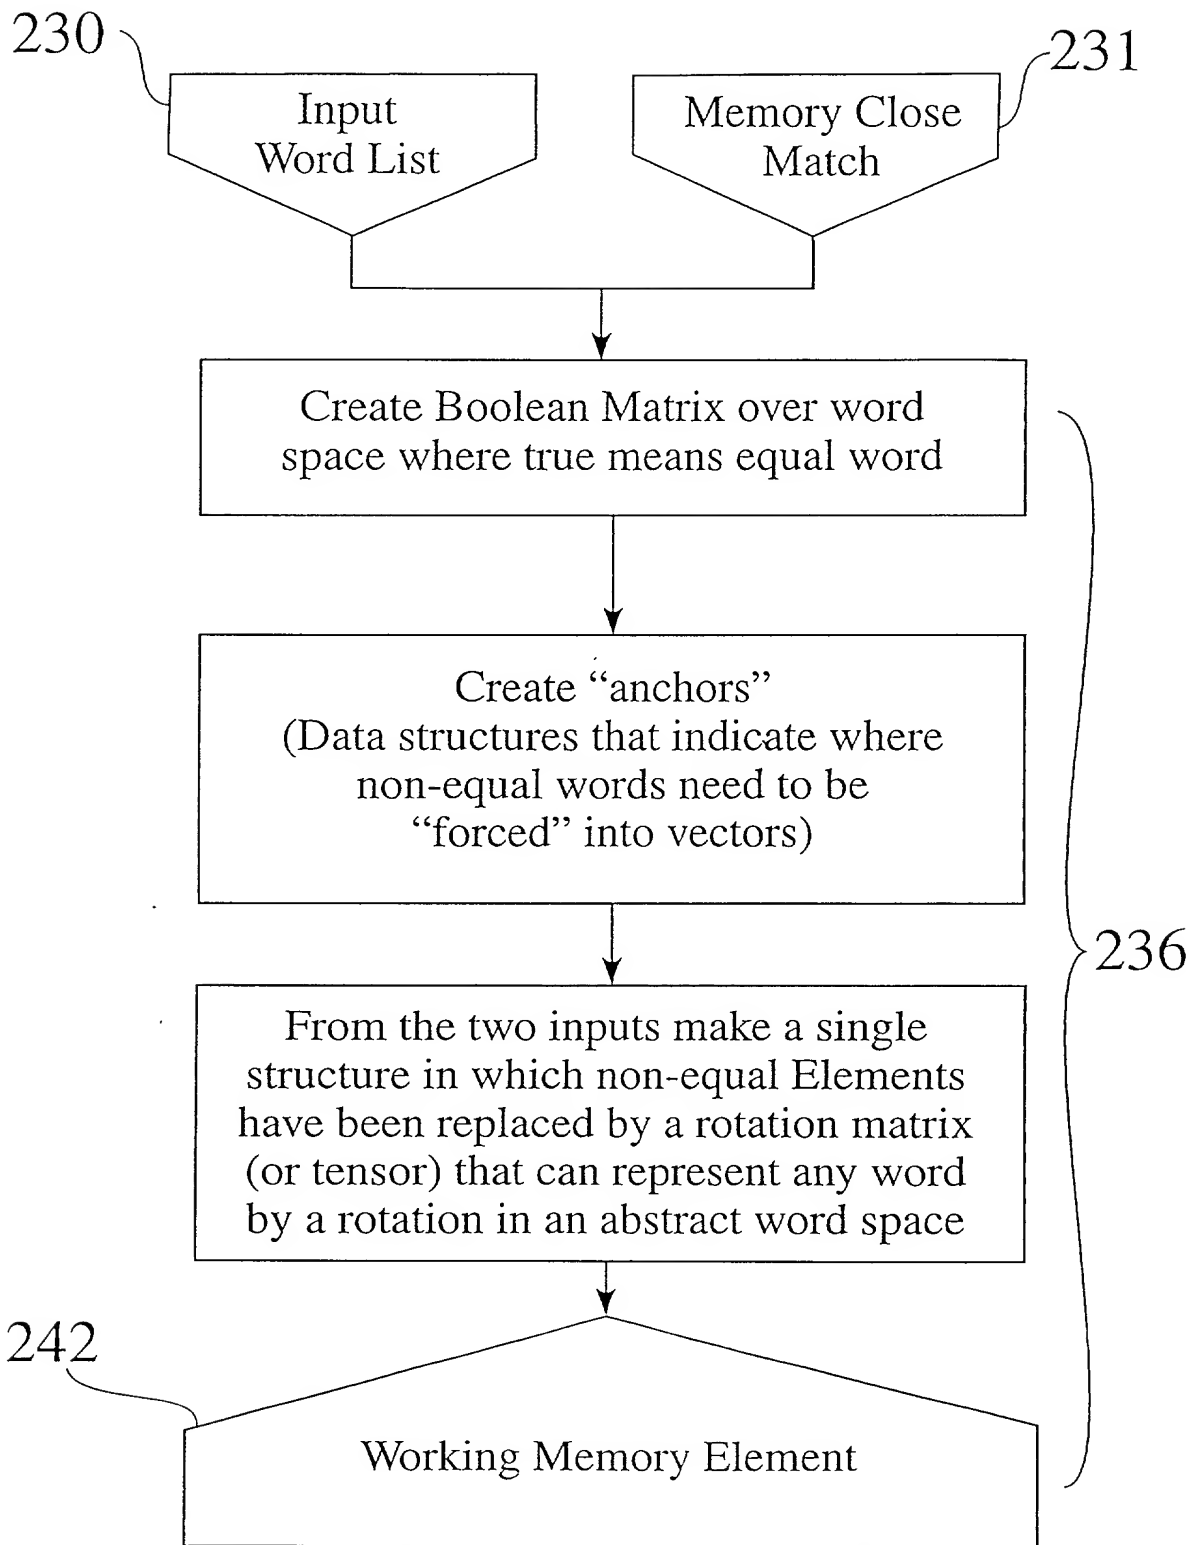 230
231
Input
Word List
Memory Close
Match
Create Boolean Matrix over word
space where true means equal word
Create “anchors”
(Data structures that indicate where
non-equal words need to be
“forced” into vectors)
236
From the two inputs make a single
structure in which non-equal Elements
have been replaced by a rotation matrix
(or tensor) that can represent any word
by a rotation in an abstract word space
242
Working Memory Element